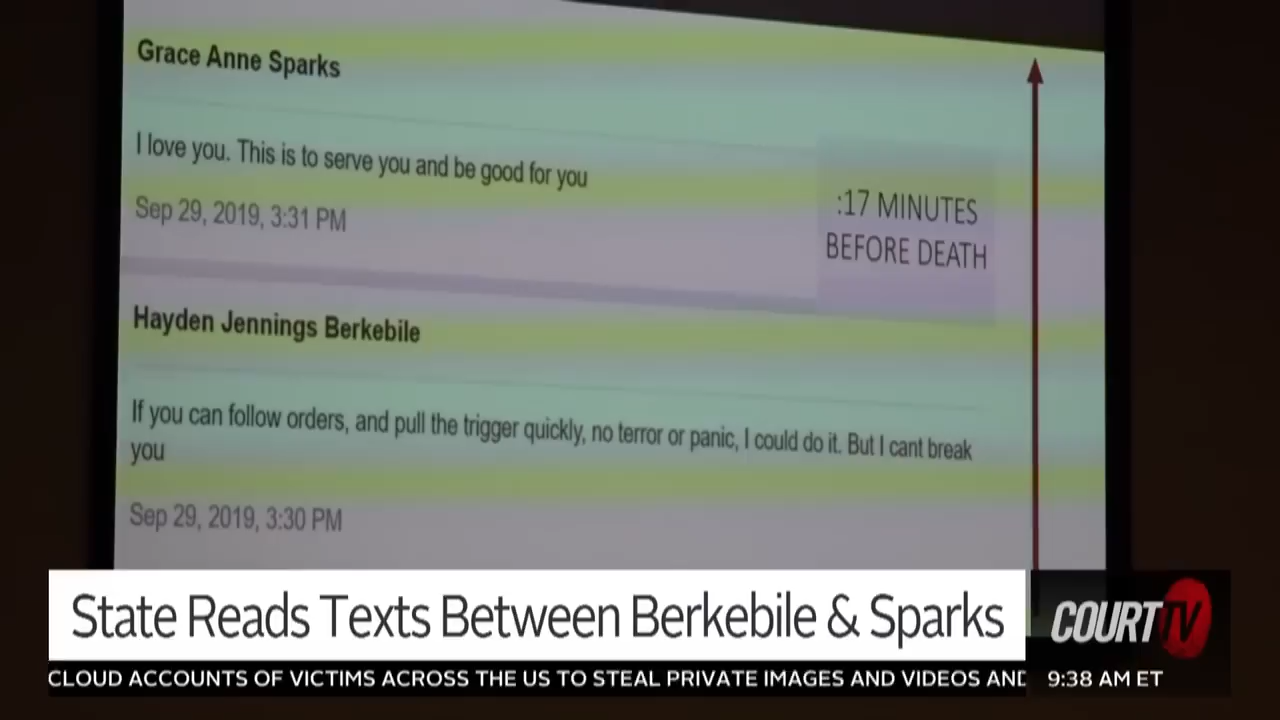 Grace Anne Sparks
I love you. This is to serve you and be good for you
Sep 29, 2019, 3:31 PM
:17 MINUTES
BEFORE DEATH
Hayden Jennings Berkebile
If you can follow orders, and pull the trigger quickly, no terror or panic, I could do it. But I cant break
you
Sep 29, 2019, 3:30 PM
State Reads Texts Between Berkebile & Sparks
COURT TV
CLOUD ACCOUNTS OF VICTIMS ACROSS THE US TO STEAL PRIVATE IMAGES AND VIDEOS AND
9:38 AM ET